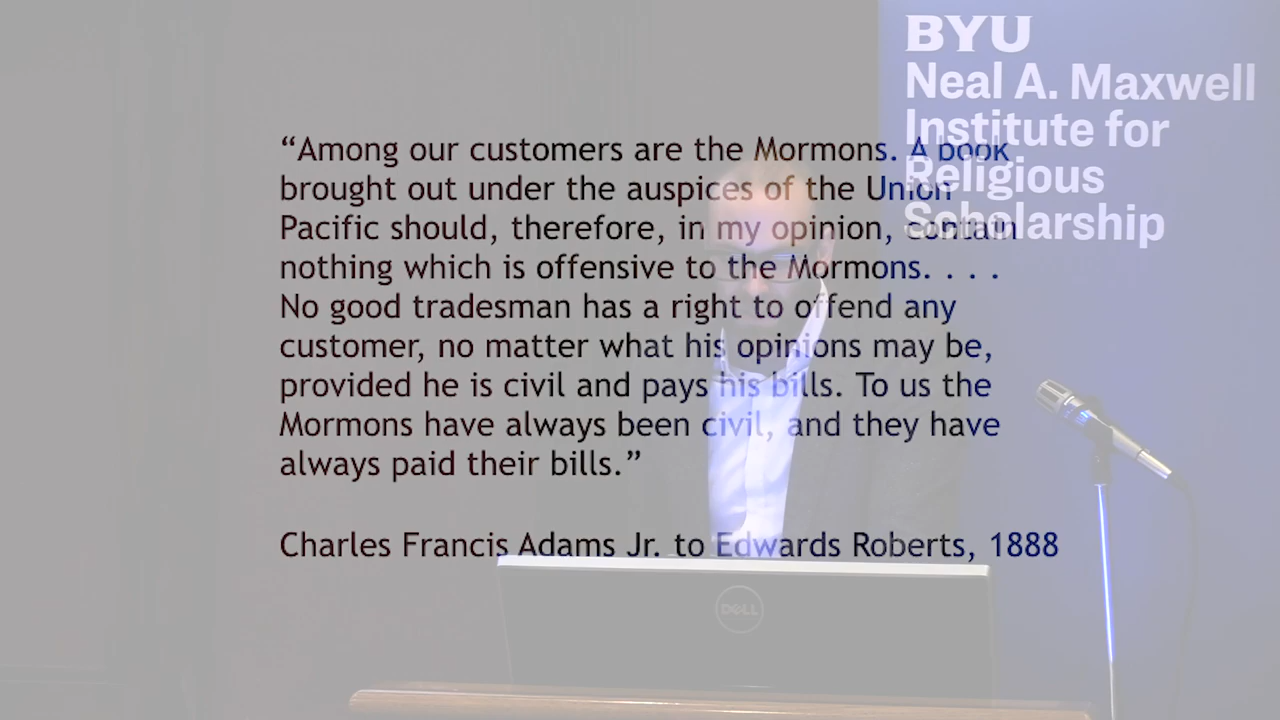 BYU
Neal A. Maxwell
Institute for
Religious
Scholarship
“Among our customers are the Mormons. A book
brought out under the auspices of the Union
Pacific should, therefore, in my opinion, contain
nothing which is offensive to the Mormons. . . .
No good tradesman has a right to offend any
customer, no matter what his opinions may be,
provided he is civil and pays his bills. To us the
Mormons have always been civil, and they have
always paid their bills.”
Charles Francis Adams Jr. to Edwards Roberts, 1888
DELL